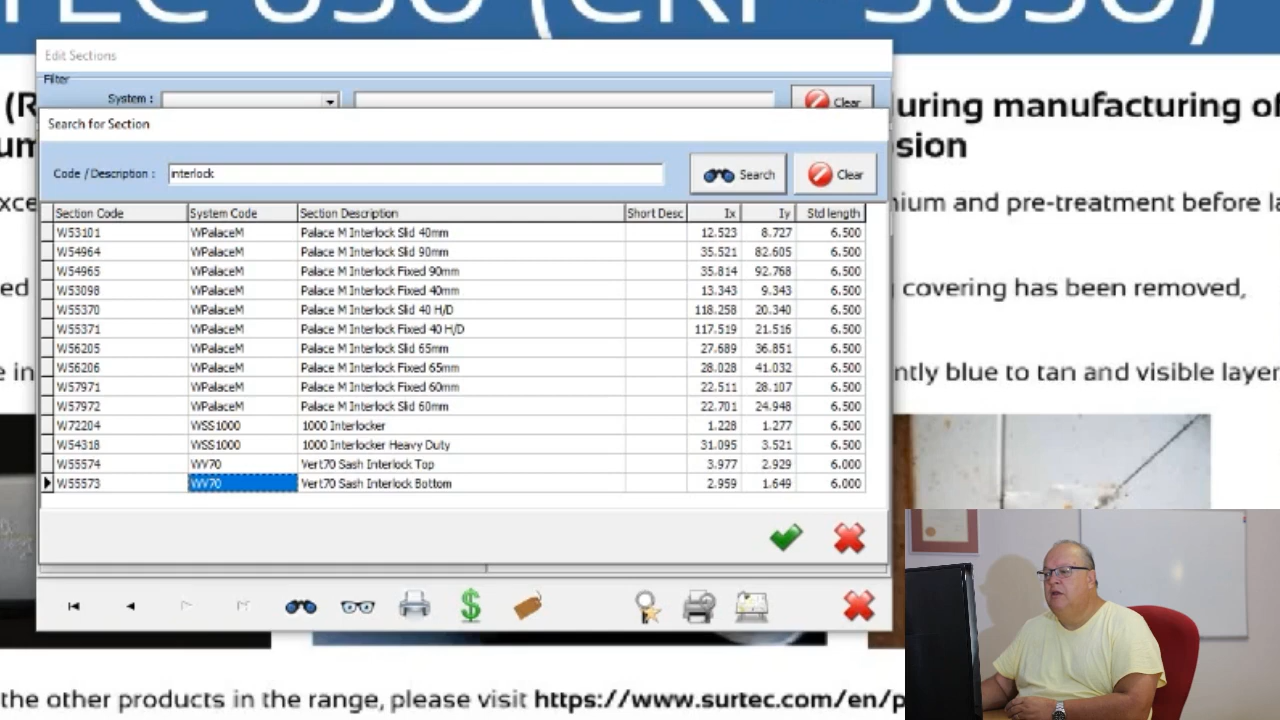 TEC 650 (CRF - 5650)
Edit Sections
Filter
System :
Clear
(R
uring manufacturing of
Search for Section
sion
Code / Description :
interlock
Search
Clear
nium and pre-treatment before la
Section Code System Code Section Description Short Desc Ix Iy Std length
W53101 WPalaceM Palace M Interlock Slid 40mm 12.523 8.727 6.500
W54964 WPalaceM Palace M Interlock Slid 90mm 35.521 82.605 6.500
W54965 WPalaceM Palace M Interlock Fixed 90mm 35.814 92.768 6.500
W53098 WPalaceM Palace M Interlock Fixed 40mm 13.343 9.343 6.500
ed
covering has been removed,
W55370 WPalaceM Palace M Interlock Slid 40 H/D 118.258 20.340 6.500
W55371 WPalaceM Palace M Interlock Fixed 40 H/D 117.519 21.516 6.500
W56205 WPalaceM Palace M Interlock Slid 65mm 27.689 36.851 6.500
W56206 WPalaceM Palace M Interlock Fixed 65mm 28.028 41.032 6.500
e in
ntly blue to tan and visible layer
W57971 WPalaceM Palace M Interlock Fixed 60mm 22.511 28.107 6.500
W57972 WPalaceM Palace M Interlock Slid 60mm 22.701 24.948 6.500
W72204 WSS1000 1000 Interlocker 1.228 1.277 6.500
W54318 WSS1000 1000 Interlocker Heavy Duty 31.095 3.521 6.500
W55574 WV70 Vert70 Sash Interlock Top 3.977 2.929 6.000
W55573 WV70 Vert70 Sash Interlock Bottom 2.959 1.649 6.000
the other products in the range, please visit https://www.surtec.com/en/p